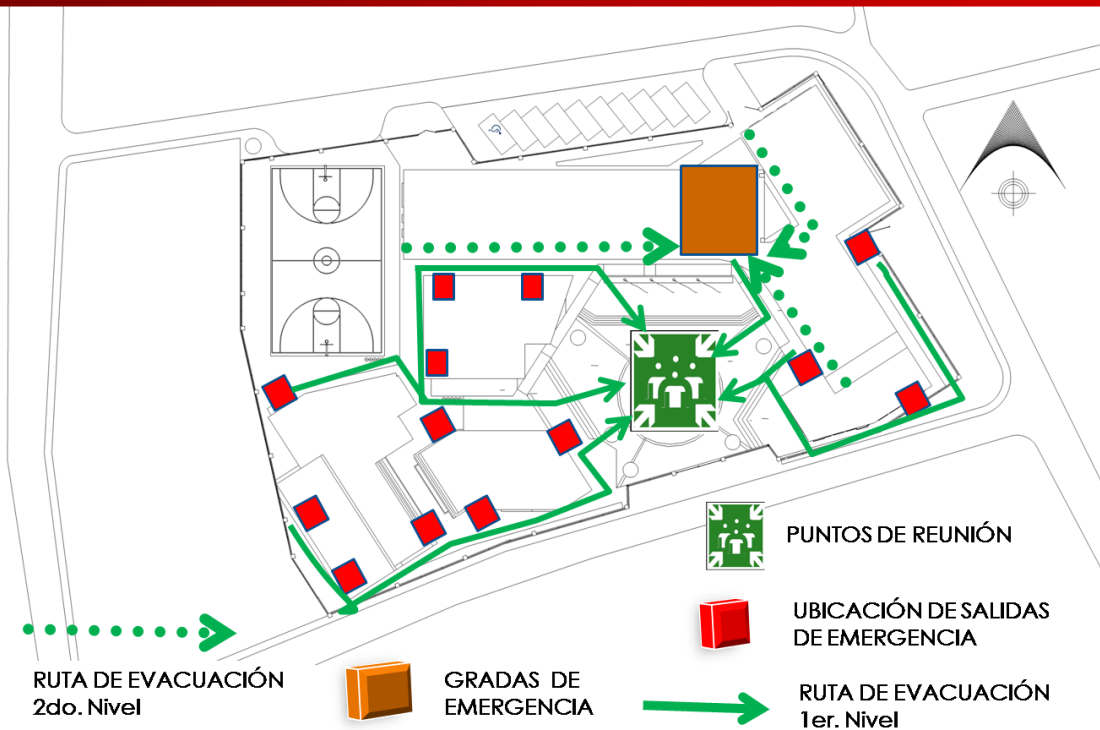 PUNTOS DE REUNIÓN
UBICACIÓN DE SALIDAS
DE EMERGENCIA
RUTA DE EVACUACIÓN
2do. Nivel
GRADAS DE
EMERGENCIA
RUTA DE EVACUACIÓN
1er. Nivel